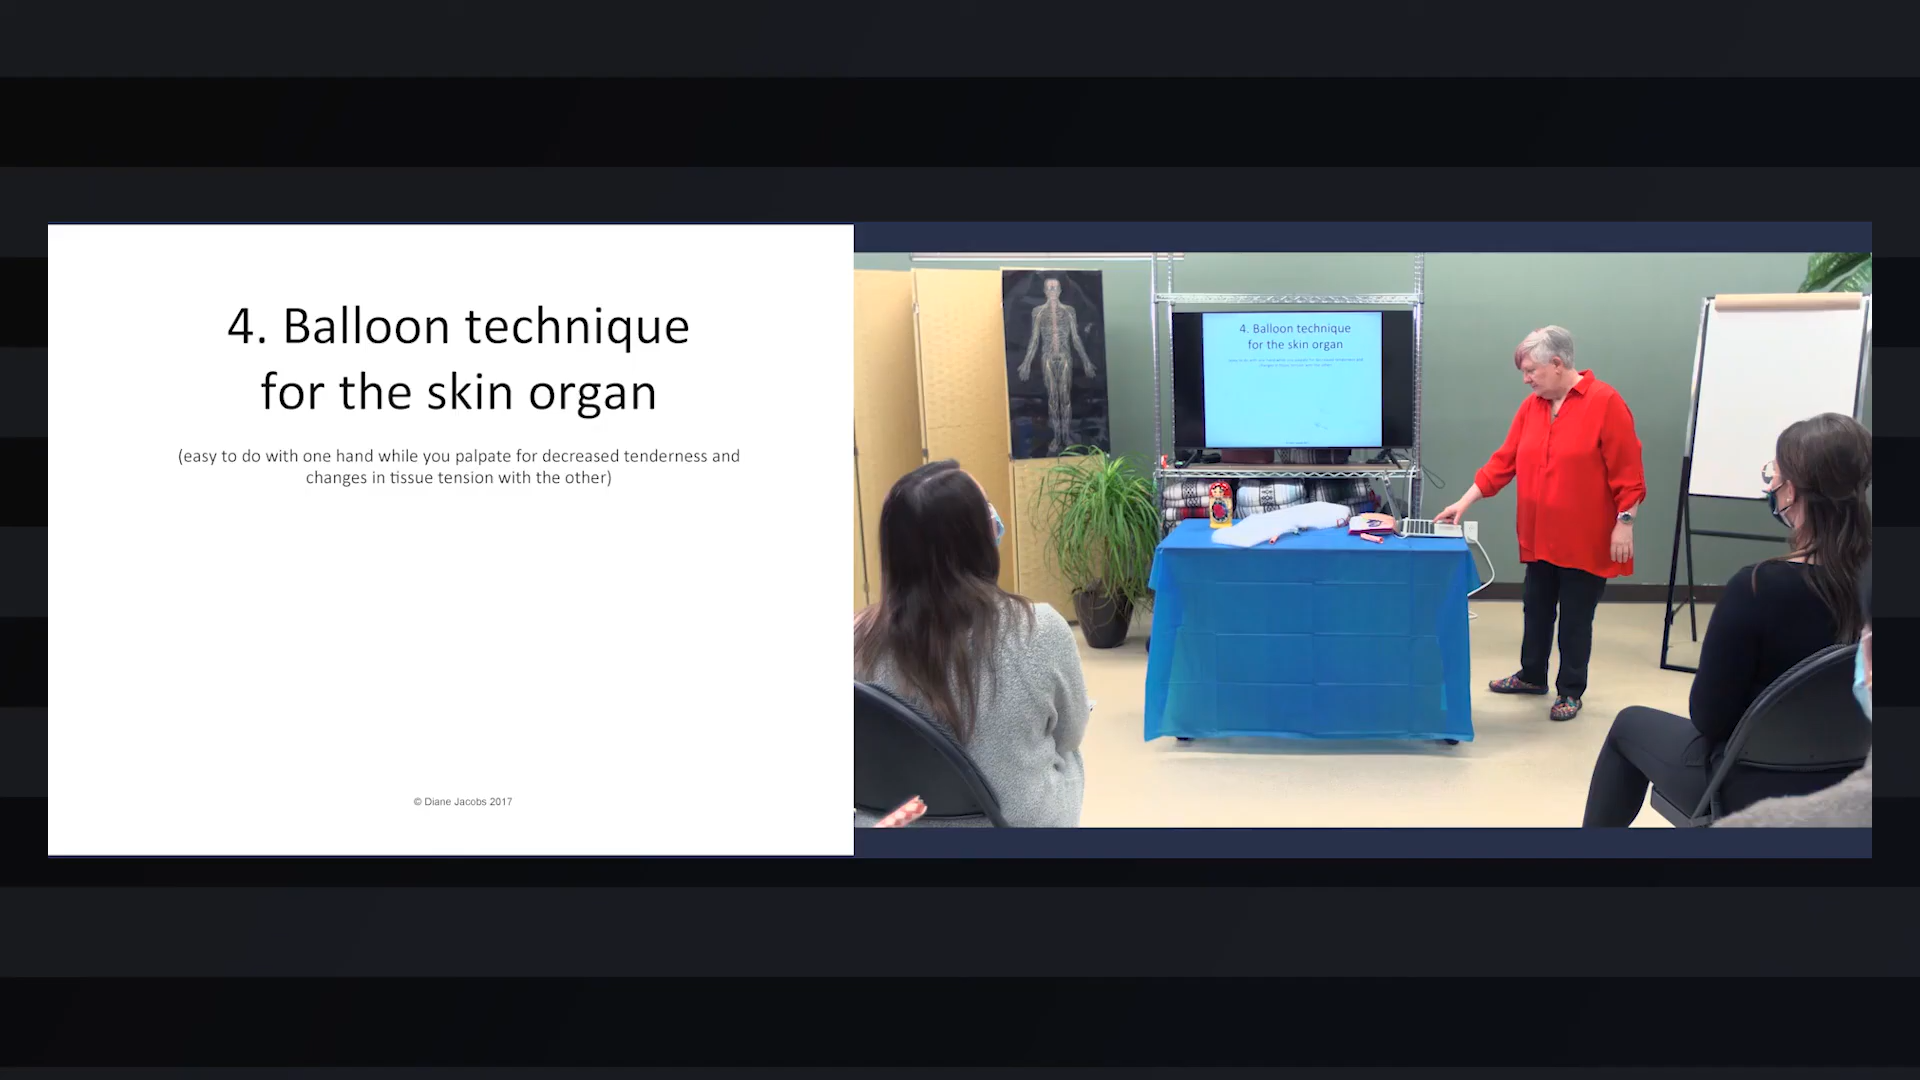 4. Balloon technique
for the skin organ
(easy to do with one hand while you palpate for decreased tenderness and
changes in tissue tension with the other)
© Diane Jacobs 2017
4. Balloon technique
for the skin organ